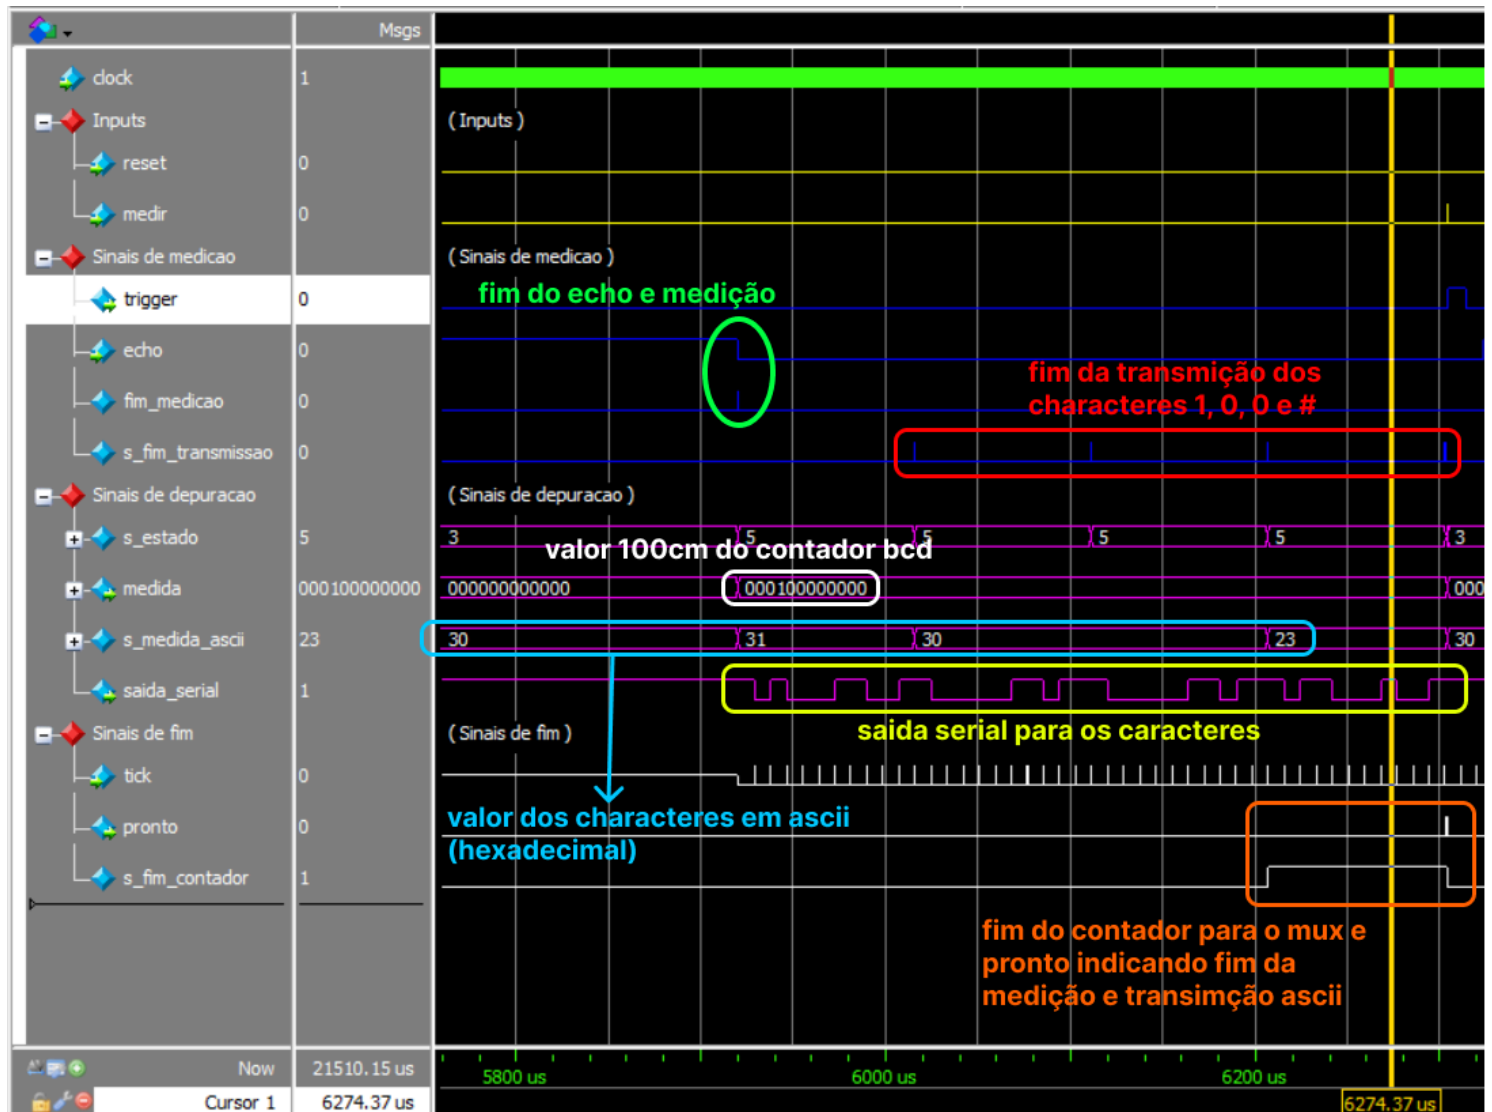 Msgs
clock 1
Inputs (Inputs)
reset 0
medir 0
Sinais de medicao (Sinais de medicao)
fim do echo e medição
trigger 0
echo 0
fim da transmição dos
characteres 1, 0, 0 e #
fim_medicao 0
s_fim_transmissao 0
Sinais de depuracao (Sinais de depuracao)
s_estado 5 3 5 5 5 5 3
valor 100cm do contador bcd
medida 000100000000 000000000000 000100000000 000
s_medida_ascii 23 30 31 30 23 30
saida_serial 1
saida serial para os caracteres
Sinais de fim (Sinais de fim)
tick 0
valor dos characteres em ascii
(hexadecimal)
pronto 0
s_fim_contador 1
fim do contador para o mux e
pronto indicando fim da
medição e transimção ascii
Now 21510.15 us 5800 us 6000 us 6200 us
Cursor 1 6274.37 us 6274.37 us